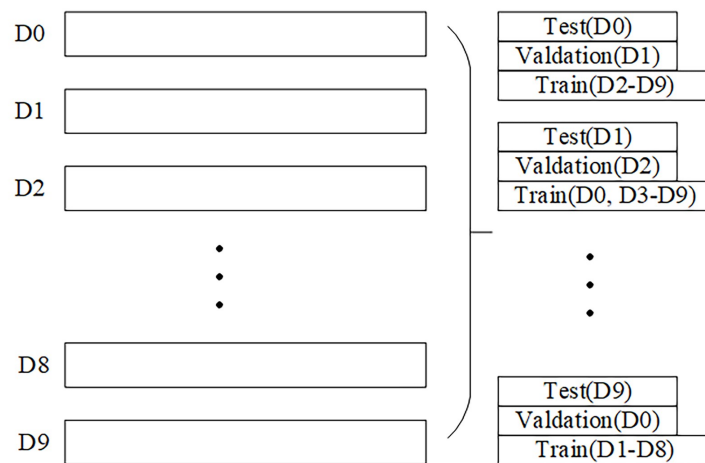 D0
D1
D2
D8
D9
Test(D0)
Valdation(D1)
Train(D2-D9)
Test(D1)
Valdation(D2)
Train(D0, D3-D9)
Test(D9)
Valdation(D0)
Train(D1-D8)